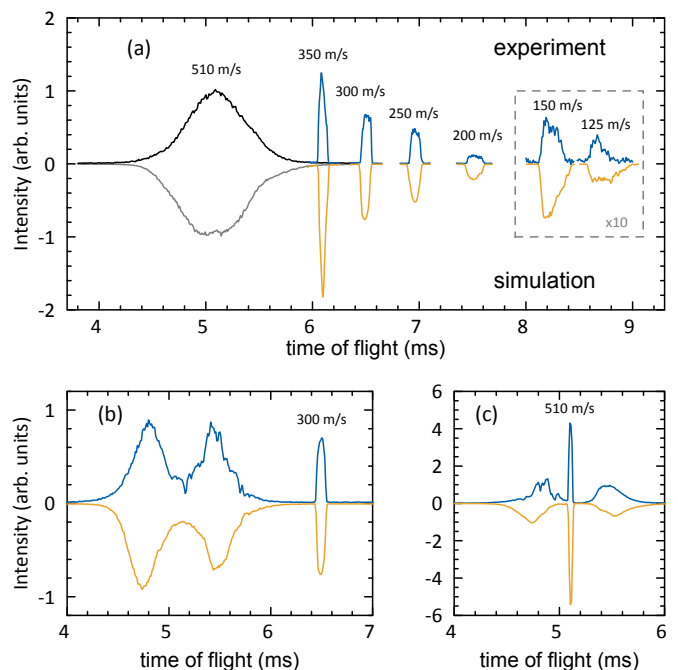 (a)
experiment
510 m/s
350 m/s
300 m/s
250 m/s
200 m/s
150 m/s
125 m/s
x10
simulation
Intensity (arb. units)
2
1
0
-1
-2
4
5
6
7
8
9
time of flight (ms)
(b)
300 m/s
Intensity (arb. units)
1
0
-1
4
5
6
7
time of flight (ms)
(c)
510 m/s
6
4
2
0
-2
-4
-6
4
5
6
time of flight (ms)